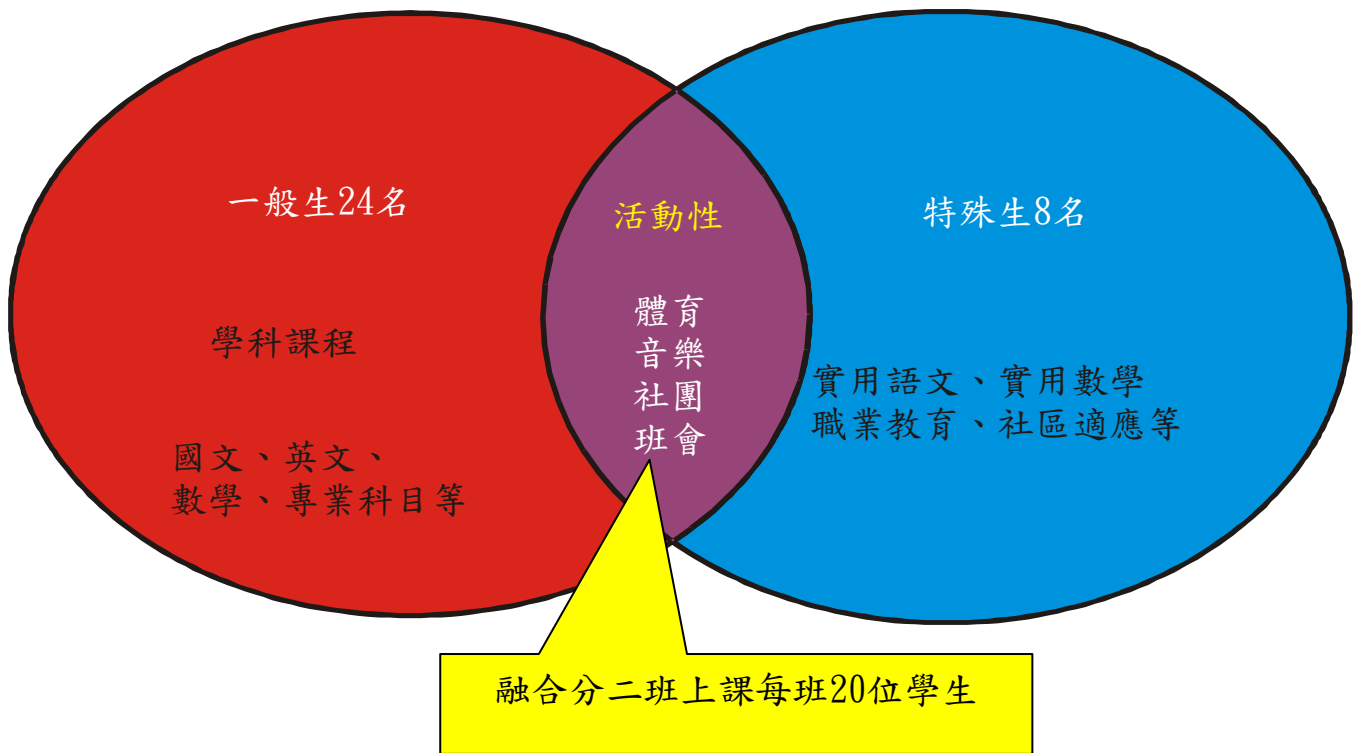 一般生24名
學科課程
國文、英文、
數學、專業科目等
活動性
體育
音樂
社團
班會
特殊生8名
實用語文、實用數學
職業教育、社區適應等
融合分二班上課每班20位學生